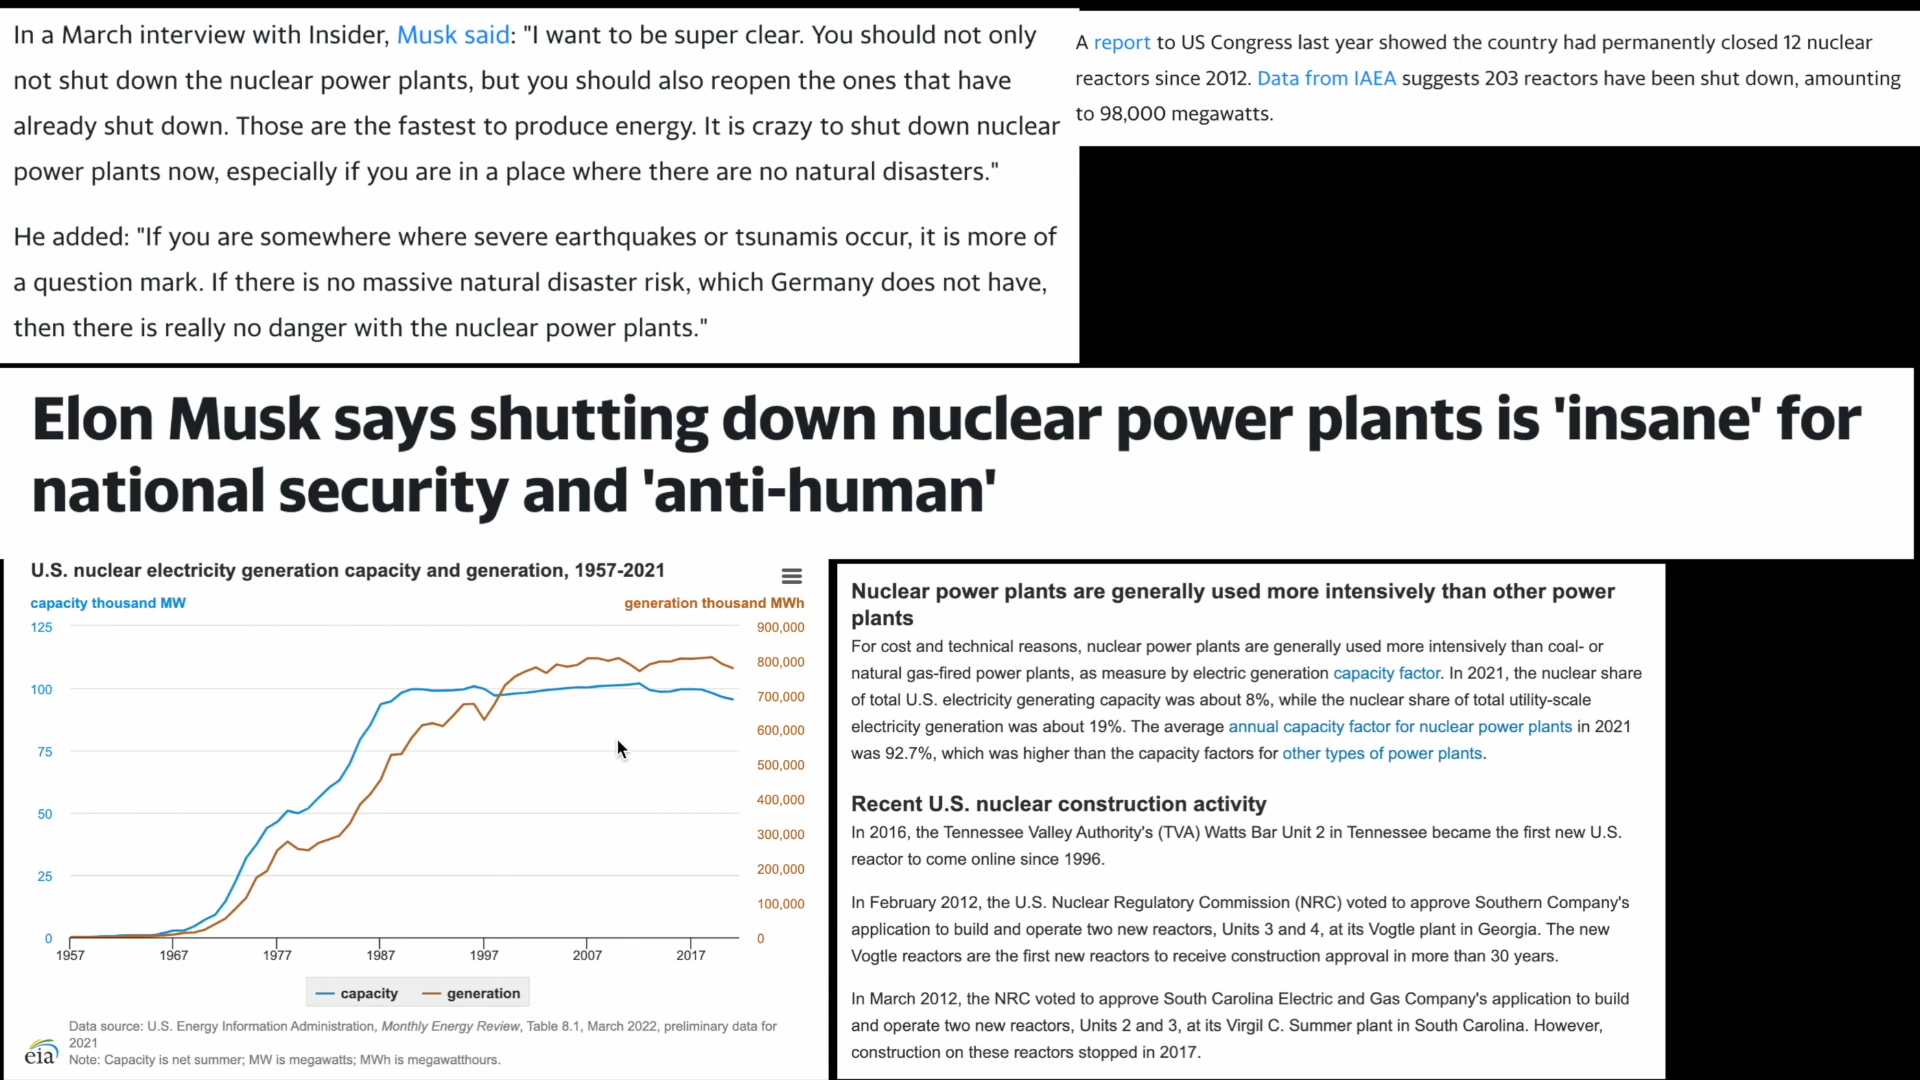 In a March interview with Insider, Musk said: "I want to be super clear. You should not only
not shut down the nuclear power plants, but you should also reopen the ones that have
already shut down. Those are the fastest to produce energy. It is crazy to shut down nuclear
power plants now, especially if you are in a place where there are no natural disasters."
He added: "If you are somewhere where severe earthquakes or tsunamis occur, it is more of
a question mark. If there is no massive natural disaster risk, which Germany does not have,
then there is really no danger with the nuclear power plants."
A report to US Congress last year showed the country had permanently closed 12 nuclear
reactors since 2012. Data from IAEA suggests 203 reactors have been shut down, amounting
to 98,000 megawatts.
Elon Musk says shutting down nuclear power plants is 'insane' for
national security and 'anti-human'
U.S. nuclear electricity generation capacity and generation, 1957-2021
capacity thousand MW
generation thousand MWh
125
100
75
50
25
0
900,000
800,000
700,000
600,000
500,000
400,000
300,000
200,000
100,000
0
1957 1967 1977 1987 1997 2007 2017
capacity generation
Data source: U.S. Energy Information Administration, Monthly Energy Review, Table 8.1, March 2022, preliminary data for
2021
Note: Capacity is net summer; MW is megawatts; MWh is megawatthours.
eia
Nuclear power plants are generally used more intensively than other power
plants
For cost and technical reasons, nuclear power plants are generally used more intensively than coal- or
natural gas-fired power plants, as measure by electric generation capacity factor. In 2021, the nuclear share
of total U.S. electricity generating capacity was about 8%, while the nuclear share of total utility-scale
electricity generation was about 19%. The average annual capacity factor for nuclear power plants in 2021
was 92.7%, which was higher than the capacity factors for other types of power plants.
Recent U.S. nuclear construction activity
In 2016, the Tennessee Valley Authority's (TVA) Watts Bar Unit 2 in Tennessee became the first new U.S.
reactor to come online since 1996.
In February 2012, the U.S. Nuclear Regulatory Commission (NRC) voted to approve Southern Company's
application to build and operate two new reactors, Units 3 and 4, at its Vogtle plant in Georgia. The new
Vogtle reactors are the first new reactors to receive construction approval in more than 30 years.
In March 2012, the NRC voted to approve South Carolina Electric and Gas Company's application to build
and operate two new reactors, Units 2 and 3, at its Virgil C. Summer plant in South Carolina. However,
construction on these reactors stopped in 2017.